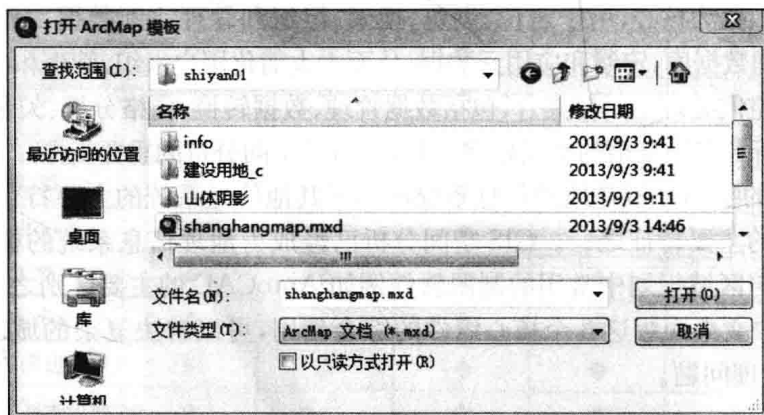 打开 ArcMap 模板
查找范围(I):
shiyan01
名称
修改日期
info
2013/9/3 9:41
建设用地_c
2013/9/3 9:41
山体阴影
2013/9/2 9:11
shanghangmap.mxd
2013/9/3 14:46
最近访问的位置
桌面
库
计算机
文件名(N):
shanghangmap.mxd
打开(O)
文件类型(T):
ArcMap 文档 (*.mxd)
取消
以只读方式打开(R)